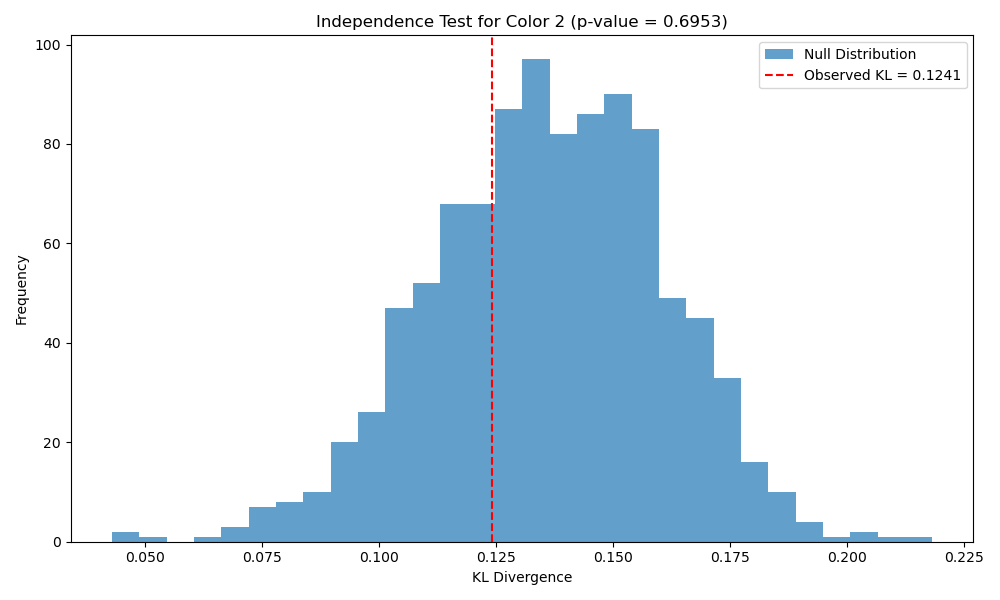 Independence Test for Color 2 (p-value = 0.6953)
Null Distribution
Observed KL = 0.1241
Frequency
100
80
60
40
20
0
0.050 0.075 0.100 0.125 0.150 0.175 0.200 0.225
KL Divergence